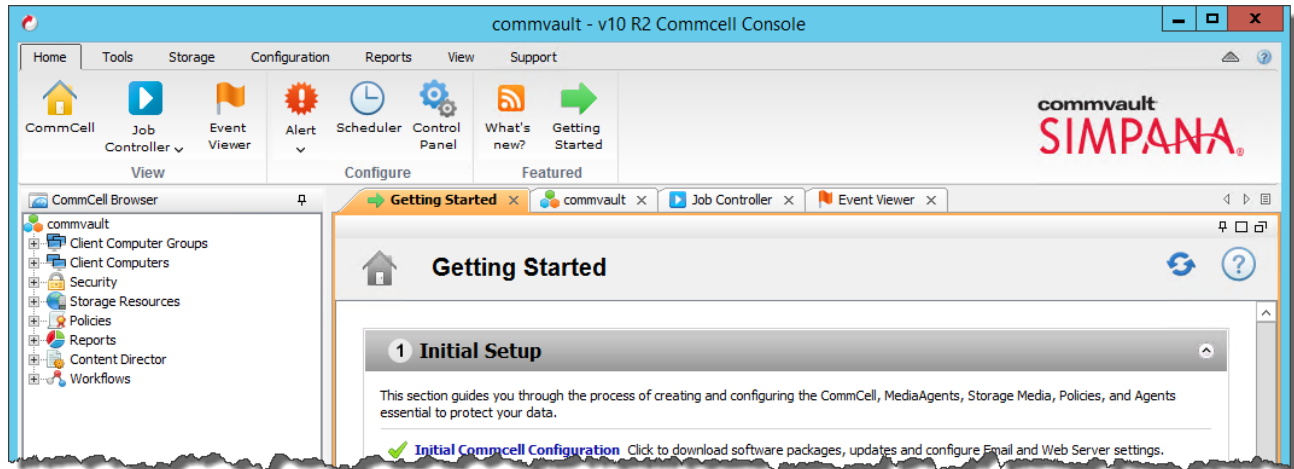 commvault - v10 R2 Commcell Console
Home Tools Storage Configuration Reports View Support
CommCell Job Controller Event Viewer Alert Scheduler Control Panel What's new? Getting Started
View Configure Featured
commvault
SIMPANA®
CommCell Browser
Getting Started commvault Job Controller Event Viewer
commvault
Client Computer Groups
Client Computers
Security
Storage Resources
Policies
Reports
Content Director
Workflows
Getting Started
1 Initial Setup
This section guides you through the process of creating and configuring the CommCell, MediaAgents, Storage Media, Policies, and Agents
essential to protect your data.
Initial Commcell Configuration Click to download software packages, updates and configure Email and Web Server settings.